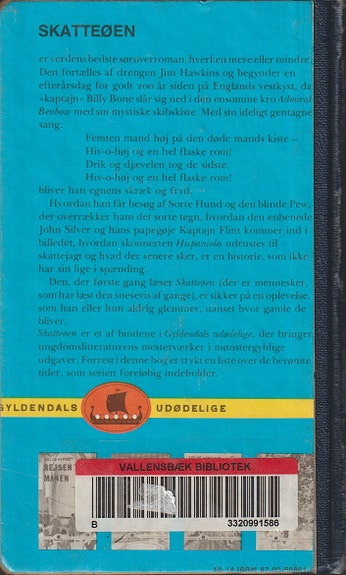 SKATTEØEN
er verdens bedste sørøverroman, hverken mere eller mindre.
Den fortælles af drengen Jim Hawkins og begynder en
efterårsdag for godt 200 år siden på Englands vestkyst, da
»kaptajn« Billy Bone slår sig ned i den ensomme kro Admiral
Benbow med sin mystiske skibskiste. Med sin ideligt gentagne
sang:
Femten mand høj på den døde mands kiste –
Hiv-o-høj og en hel flaske rom!
Drik og djævelen tog de sidste.
Hiv-o-høj og en hel flaske rom!
bliver han egnens skræk og fryd.
Hvordan han får besøg af Sorte Hund og den blinde Pew,
der overrækker ham det sorte tegn, hvordan den enbenede
John Silver og hans papegøje Kaptajn Flint kommer ind i
billedet, hvordan skonnerten Hispaniola udrustes til
skattejagt og hvad der senere sker, er en historie, som ikke
har sin lige i spænding.
Den, der første gang læser Skatteøen (der er mennesker,
som har læst den snesevis af gange), er sikker på en oplevelse,
som han eller hun aldrig glemmer, uanset hvor gamle de
bliver.
Skatteøen er et af bindene i Gyldendals udødelige, der bringer
ungdomslitteraturens mesterværker i mønstergyldige
udgaver. Forrest i denne bog er trykt en liste over de berømte
titler, som serien foreløbig indeholder.
GYLDENDALS UDØDELIGE
REJSEN
MÅNEN
VALLENSBÆK BIBLIOTEK
B 3320991586